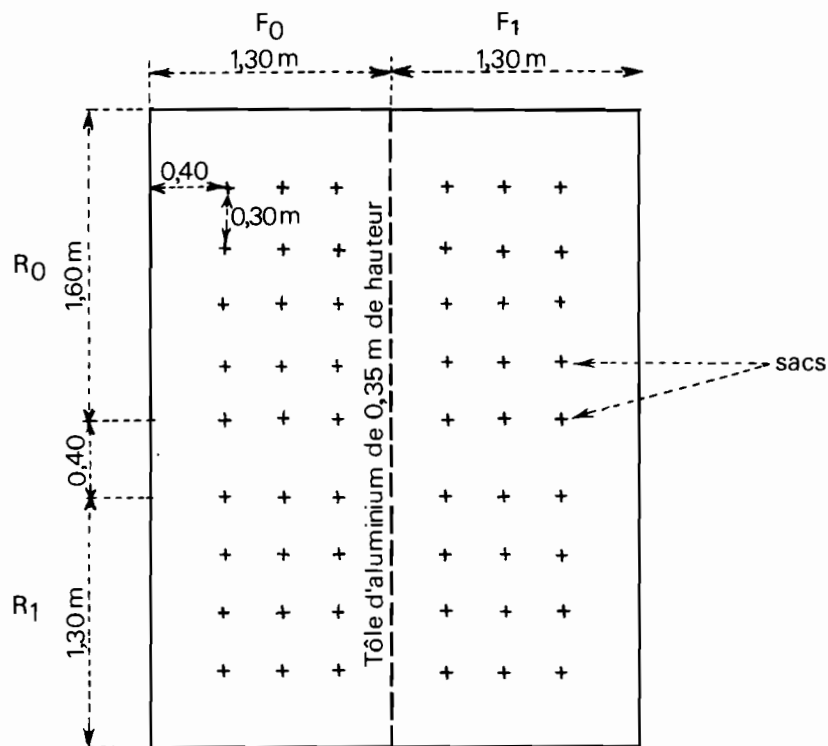 F0 F1
1,30 m 1,30 m
0,40
0,30 m
R0
1,60 m
Tôle d'aluminium de 0,35 m de hauteur
sacs
0,40
R1
1,30 m